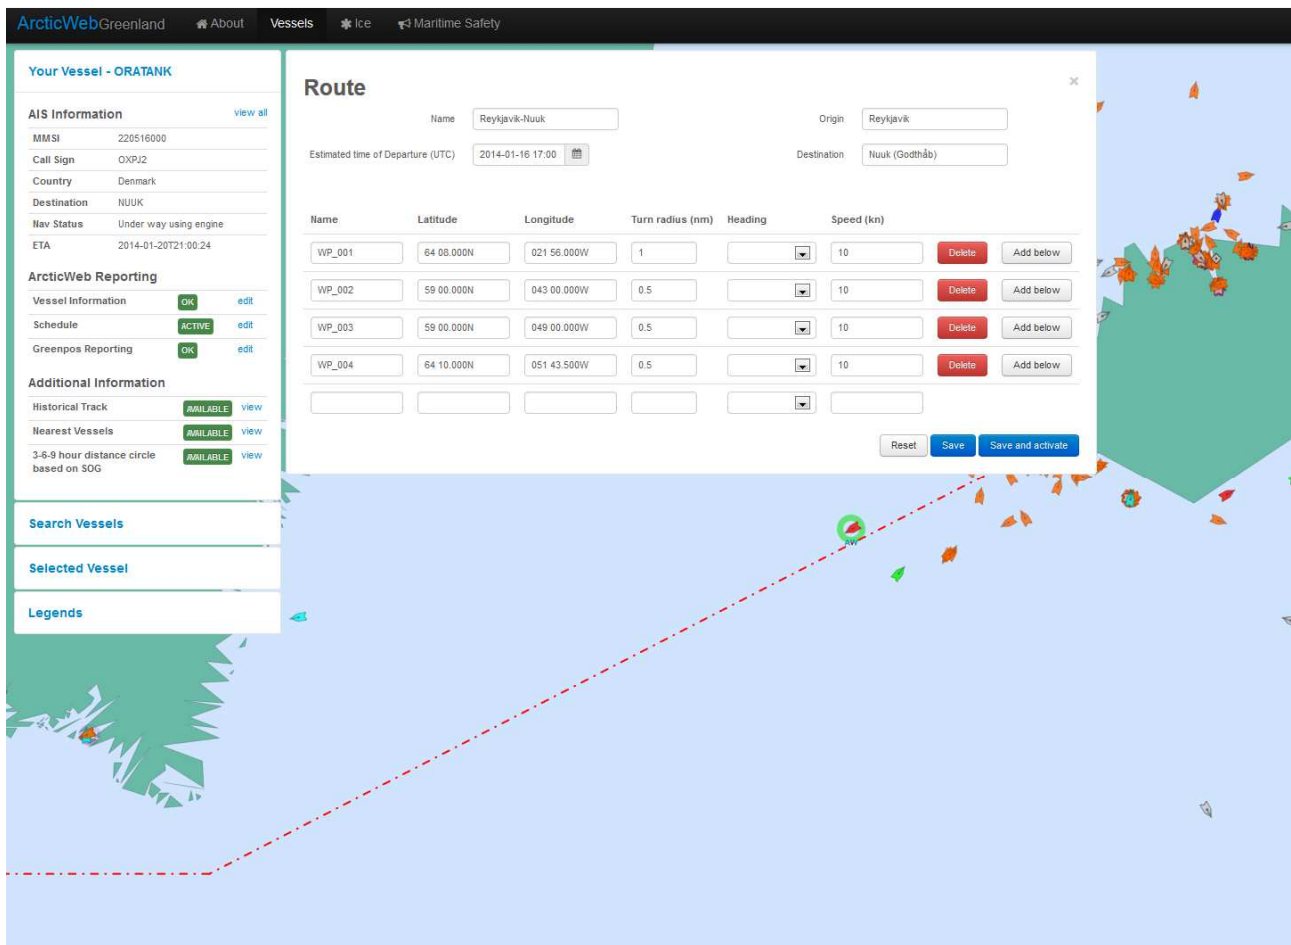 ArcticWebGreenland About Vessels Ice Maritime Safety
Your Vessel - ORATANK
AIS Information view all
MMSI 220516000
Call Sign OXPJ2
Country Denmark
Destination NUUK
Nav Status Under way using engine
ETA 2014-01-20T21:00:24
ArcticWeb Reporting
Vessel Information OK edit
Schedule ACTIVE edit
Greenpos Reporting OK edit
Additional Information
Historical Track AVAILABLE view
Nearest Vessels AVAILABLE view
3-6-9 hour distance circle AVAILABLE view
based on SOG
Search Vessels
Selected Vessel
Legends
Route ×
Name Reykjavik-Nuuk Origin Reykjavik
Estimated time of Departure (UTC) 2014-01-16 17:00 Destination Nuuk (Godthåb)
Name Latitude Longitude Turn radius (nm) Heading Speed (kn)
WP_001 64 08.000N 021 56.000W 1 10 Delete Add below
WP_002 59 00.000N 043 00.000W 0.5 10 Delete Add below
WP_003 59 00.000N 049 00.000W 0.5 10 Delete Add below
WP_004 64 10.000N 051 43.500W 0.5 10 Delete Add below
Reset Save Save and activate
AW